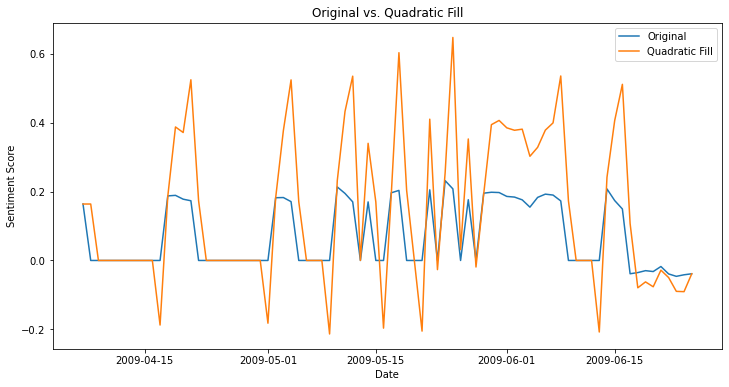 Original vs. Quadratic Fill
Original
Quadratic Fill
Sentiment Score
0.6
0.4
0.2
0.0
−0.2
2009-04-15
2009-05-01
2009-05-15
2009-06-01
2009-06-15
Date